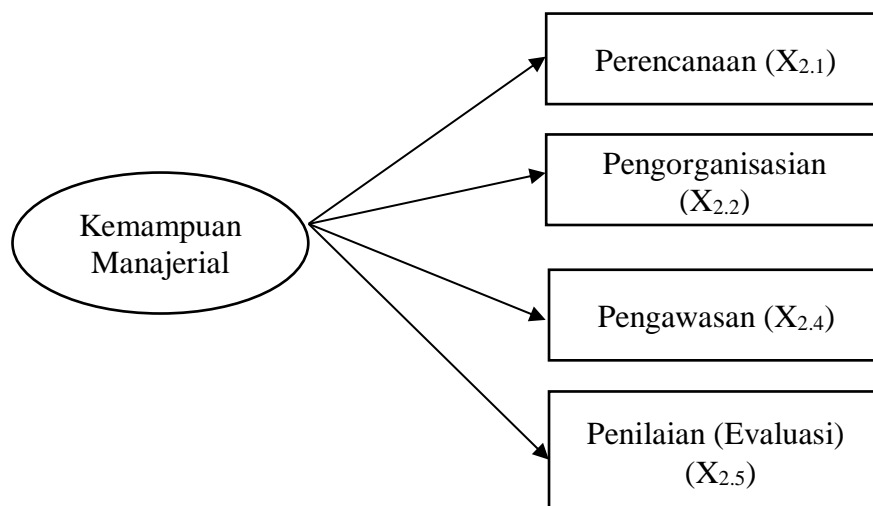 Perencanaan (X2.1)
Pengorganisasian
(X2.2)
Kemampuan
Manajerial
Pengawasan (X2.4)
Penilaian (Evaluasi)
(X2.5)